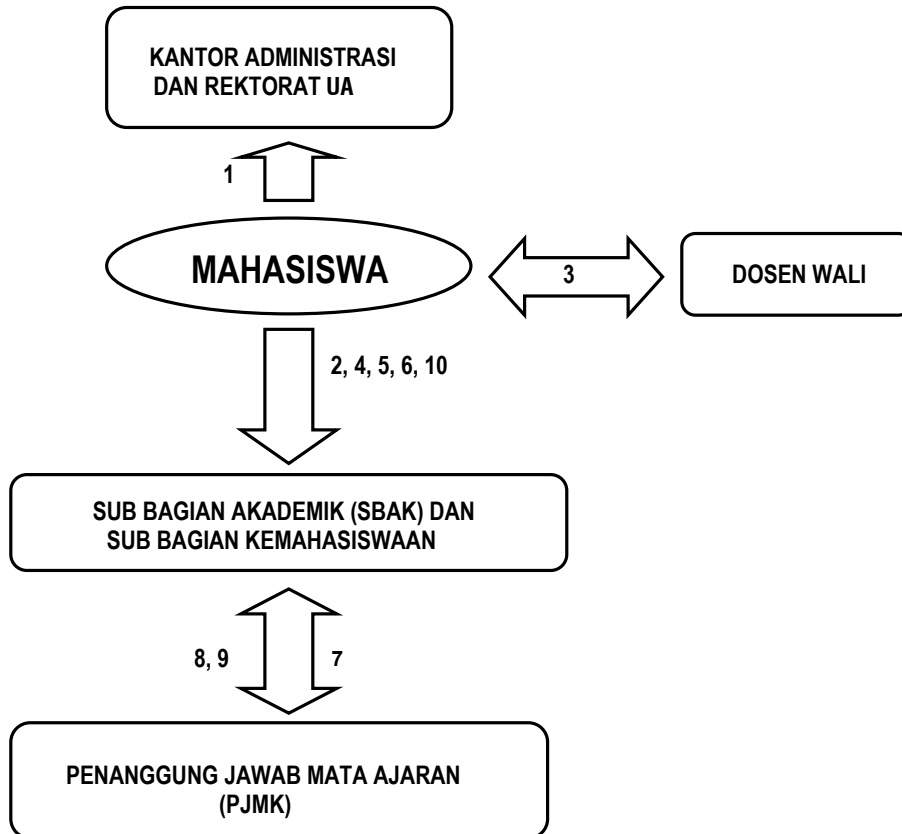 KANTOR ADMINISTRASI
DAN REKTORAT UA
1
MAHASISWA
3
DOSEN WALI
2, 4, 5, 6, 10
SUB BAGIAN AKADEMIK (SBAK) DAN
SUB BAGIAN KEMAHASISWAAN
8, 9
7
PENANGGUNG JAWAB MATA AJARAN
(PJMK)